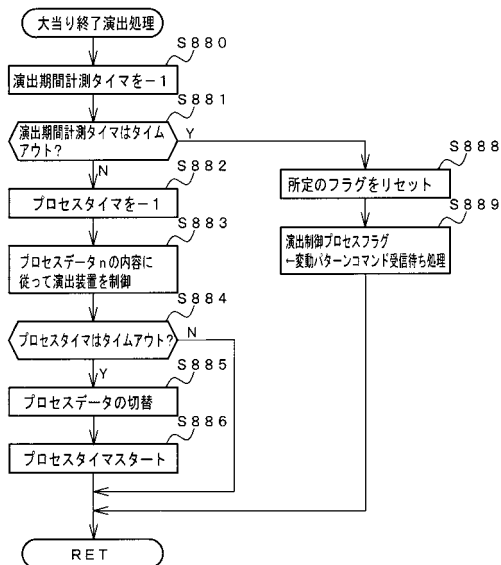 大当り終了演出処理
S880
演出期間計測タイマを−1
S881
演出期間計測タイマはタイム
アウト?
Y
N
S882
プロセスタイマを−1
S883
プロセスデータnの内容に
従って演出装置を制御
S884
プロセスタイマはタイムアウト?
N
Y
S885
プロセスデータの切替
S886
プロセスタイマスタート
S888
所定のフラグをリセット
S889
演出制御プロセスフラグ
←変動パターンコマンド受信待ち処理
RET